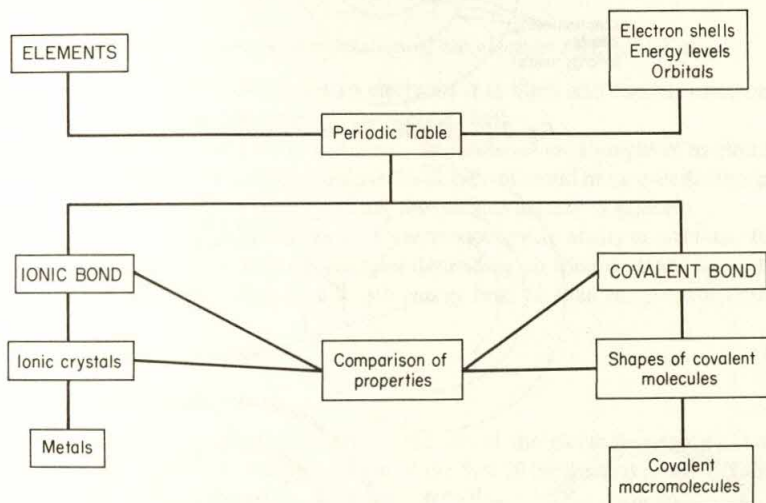 ELEMENTS
Electron shells
Energy levels
Orbitals
Periodic Table
IONIC BOND
COVALENT BOND
Ionic crystals
Comparison of
properties
Shapes of covalent
molecules
Metals
Covalent
macromolecules